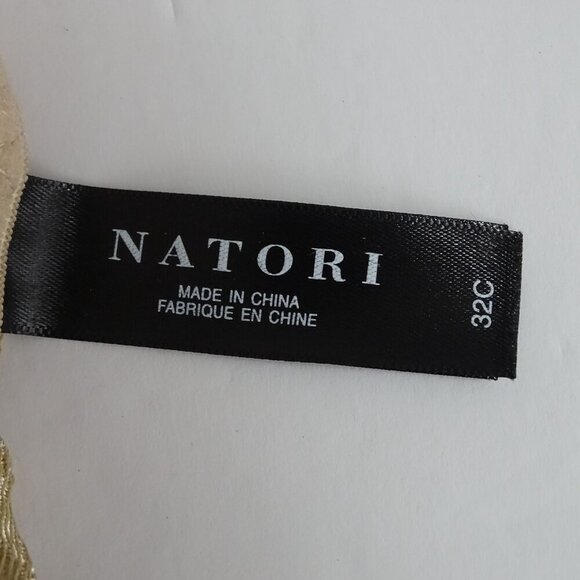 NATORI
MADE IN CHINA
FABRIQUE EN CHINE
32C